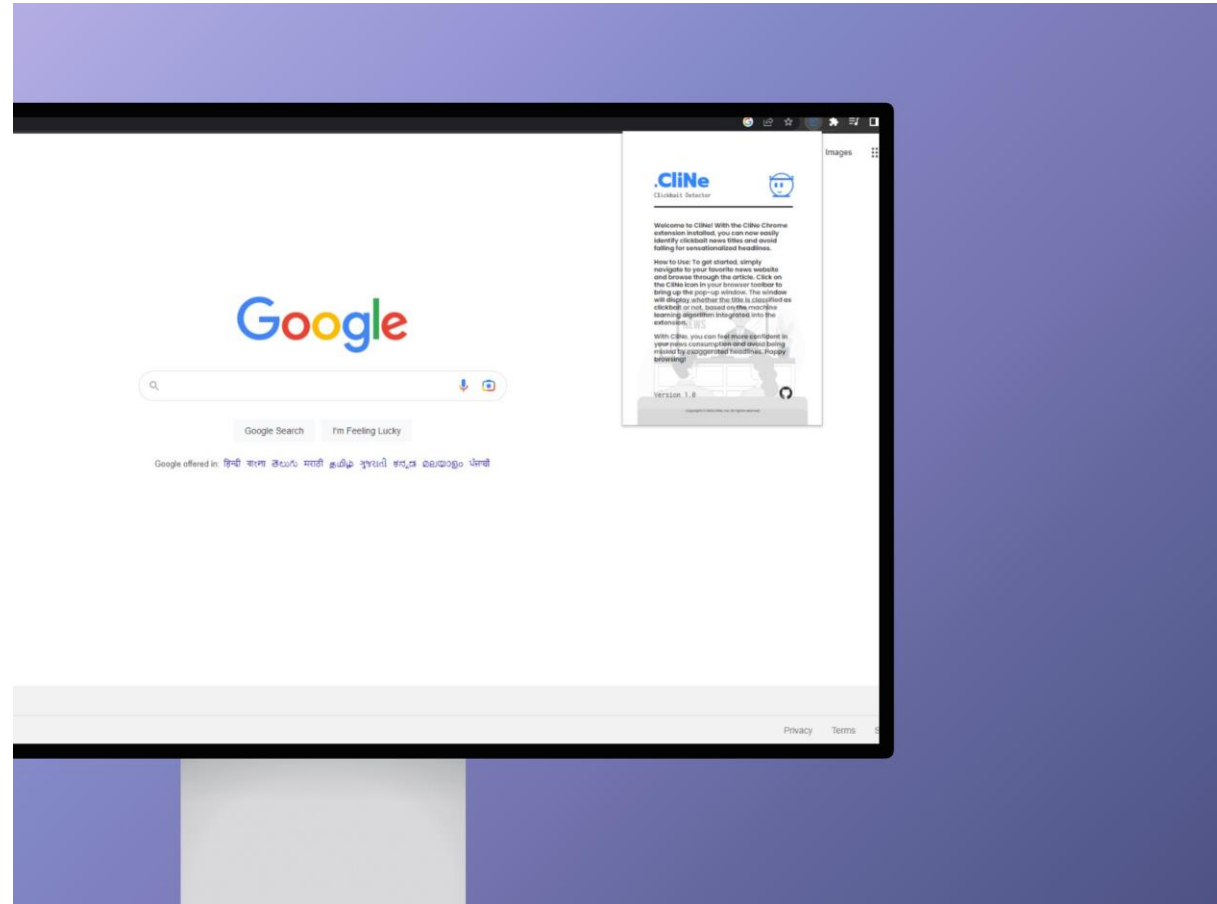 Images
.CliNe
Clickbait Detector
Welcome to CliNe! With the CliNe Chrome
extension installed, you can now easily
identify clickbait news titles and avoid
falling for sensationalized headlines.
How to Use: To get started, simply
navigate to your favorite news website
and browse through the article. Click on
the CliNe icon in your browser toolbar to
bring up the pop-up window. The window
will display whether the title is classified as
clickbait or not, based on the machine
learning algorithm integrated into the
extension.
NEWS
With CliNe, you can feel more confident in
your news consumption and avoid being
misled by exaggerated headlines. Happy
browsing!
Version 1.0
Google
Google Search I'm Feeling Lucky
Google offered in: हिन्दी বাংলা తెలుగు मराठी தமிழ் ગુજરાતી ಕನ್ನಡ മലയാളം ਪੰਜਾਬੀ
Privacy Terms S